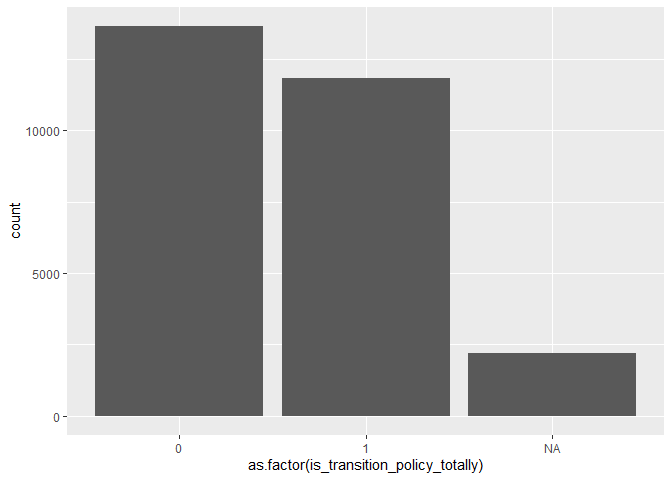 count
10000
5000
0
0 1 NA
as.factor(is_transition_policy_totally)